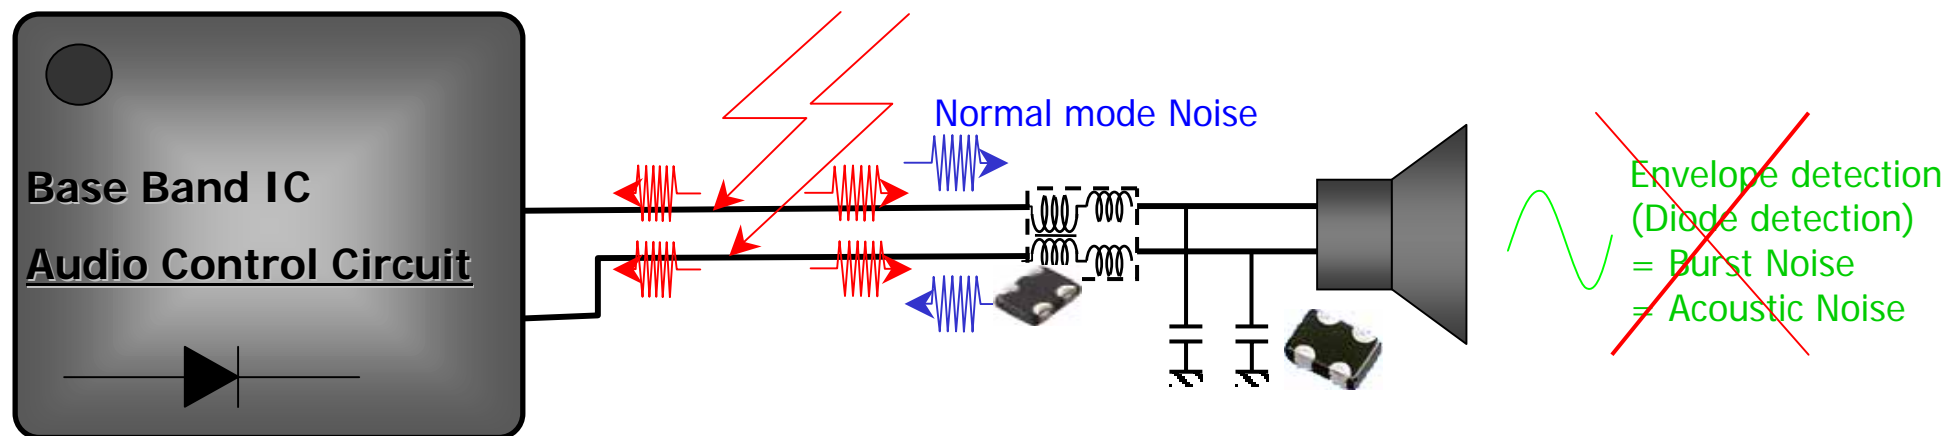 Normal mode Noise
Base Band IC
Audio Control Circuit
Envelope detection
(Diode detection)
= Burst Noise
= Acoustic Noise